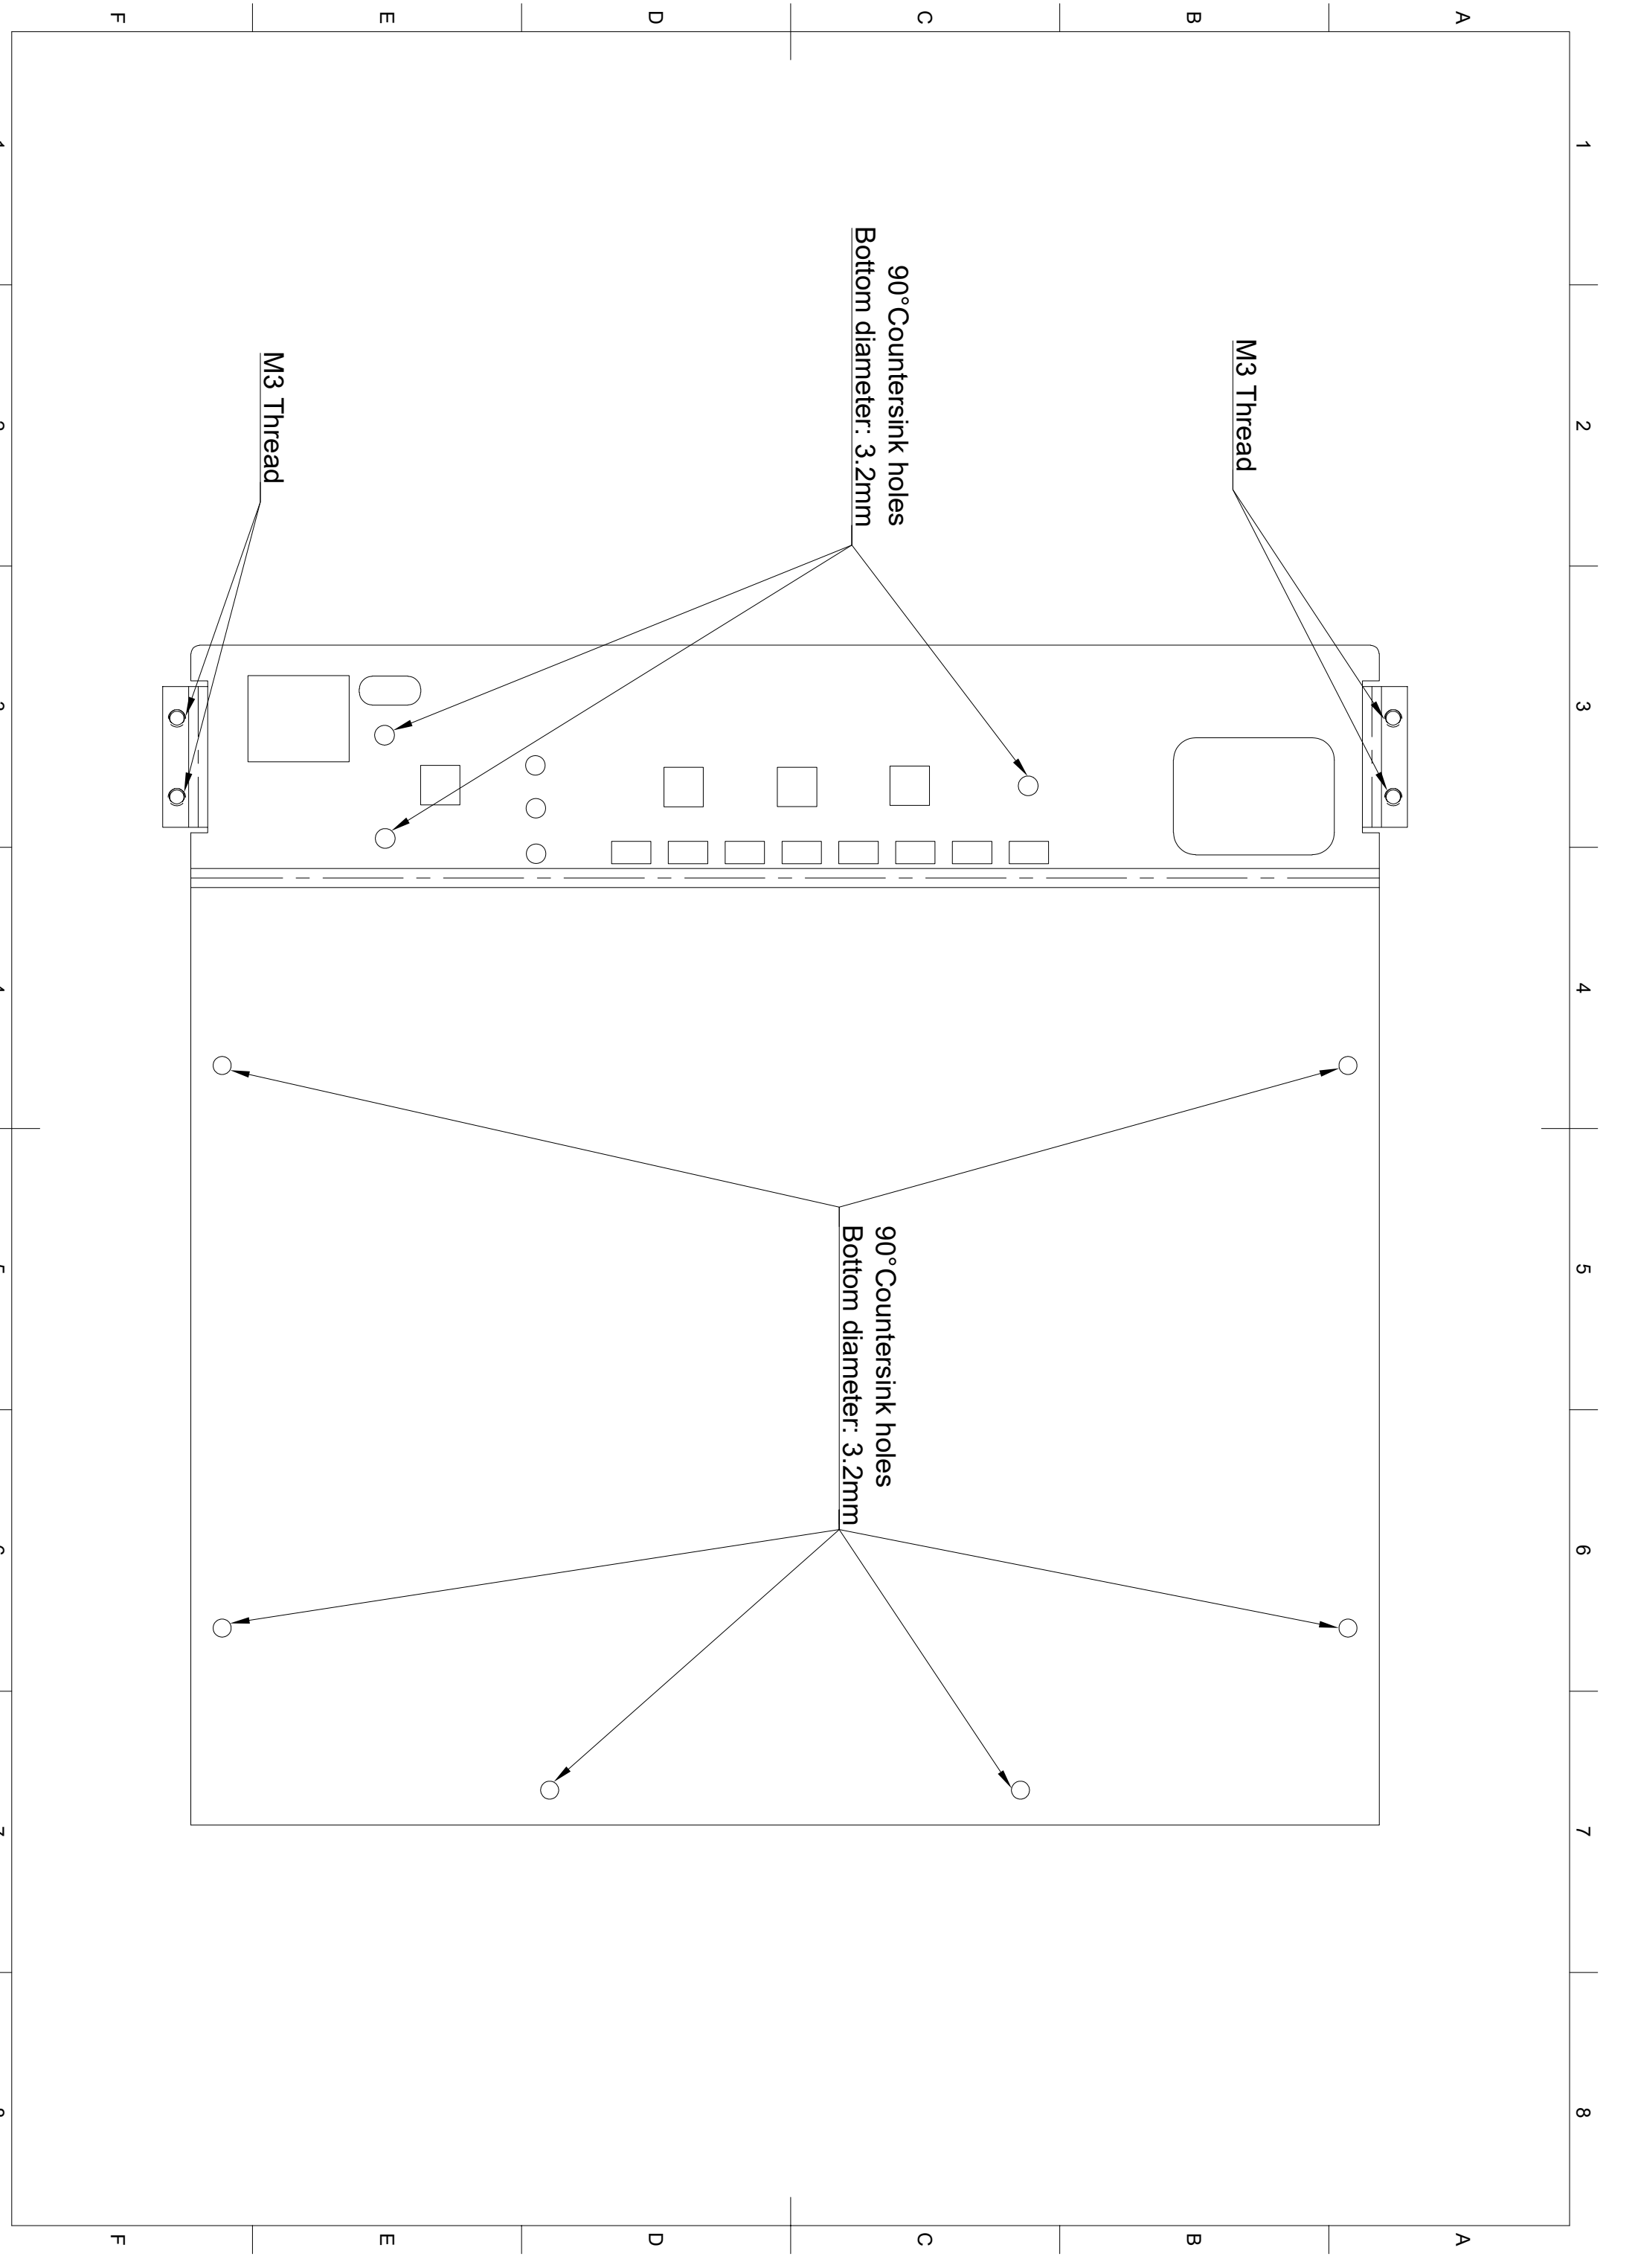 1 2 3 4 5 6 7 8
A A
M3 Thread
B B
C C
90°Countersink holes
Bottom diameter: 3.2mm
90°Countersink holes
Bottom diameter: 3.2mm
D D
E E
M3 Thread
F F